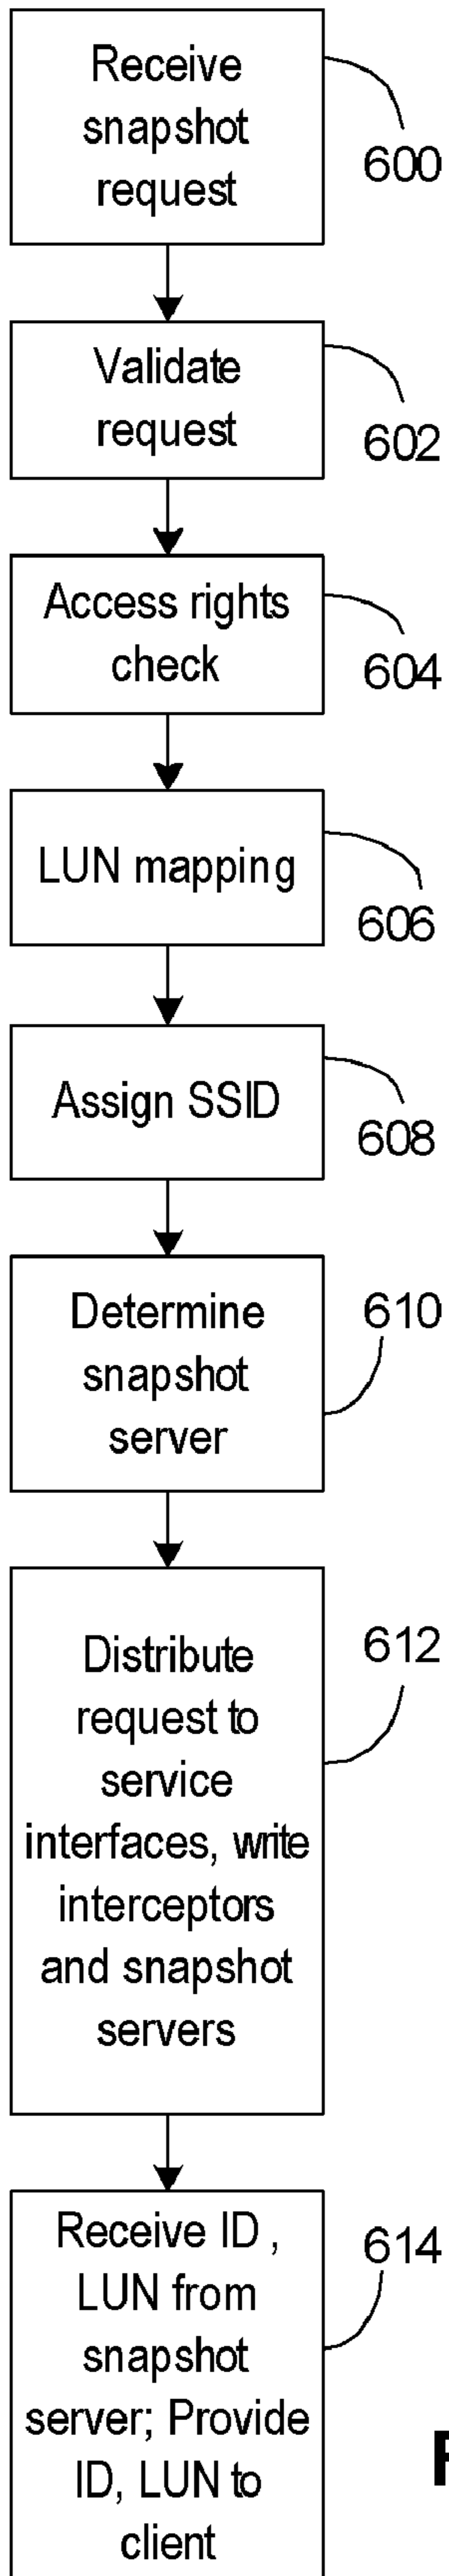 Receive
snapshot
request
600
Validate
request
602
Access rights
check
604
LUN mapping
606
Assign SSID
608
Determine
snapshot
server
610
Distribute
request to
service
interfaces, write
interceptors
and snapshot
servers
612
Receive ID ,
LUN from
snapshot
server; Provide
ID, LUN to
client
614